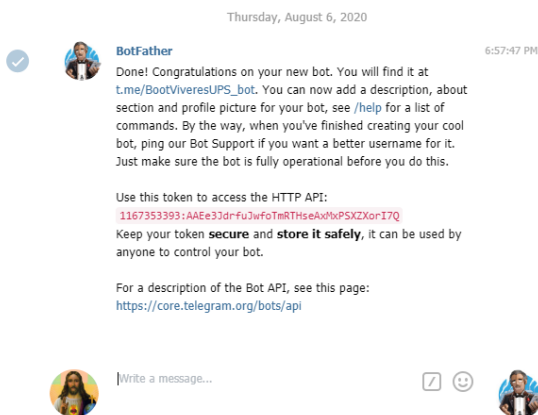 Thursday, August 6, 2020
BotFather
6:57:47 PM
Done! Congratulations on your new bot. You will find it at
t.me/BootViveresUPS_bot. You can now add a description, about
section and profile picture for your bot, see /help for a list of
commands. By the way, when you've finished creating your cool
bot, ping our Bot Support if you want a better username for it.
Just make sure the bot is fully operational before you do this.
Use this token to access the HTTP API:
1167353393:AAEe3JdrfuJwfoTmRTHseAxMxPSXZXorI7Q
Keep your token secure and store it safely, it can be used by
anyone to control your bot.
For a description of the Bot API, see this page:
https://core.telegram.org/bots/api
Write a message...